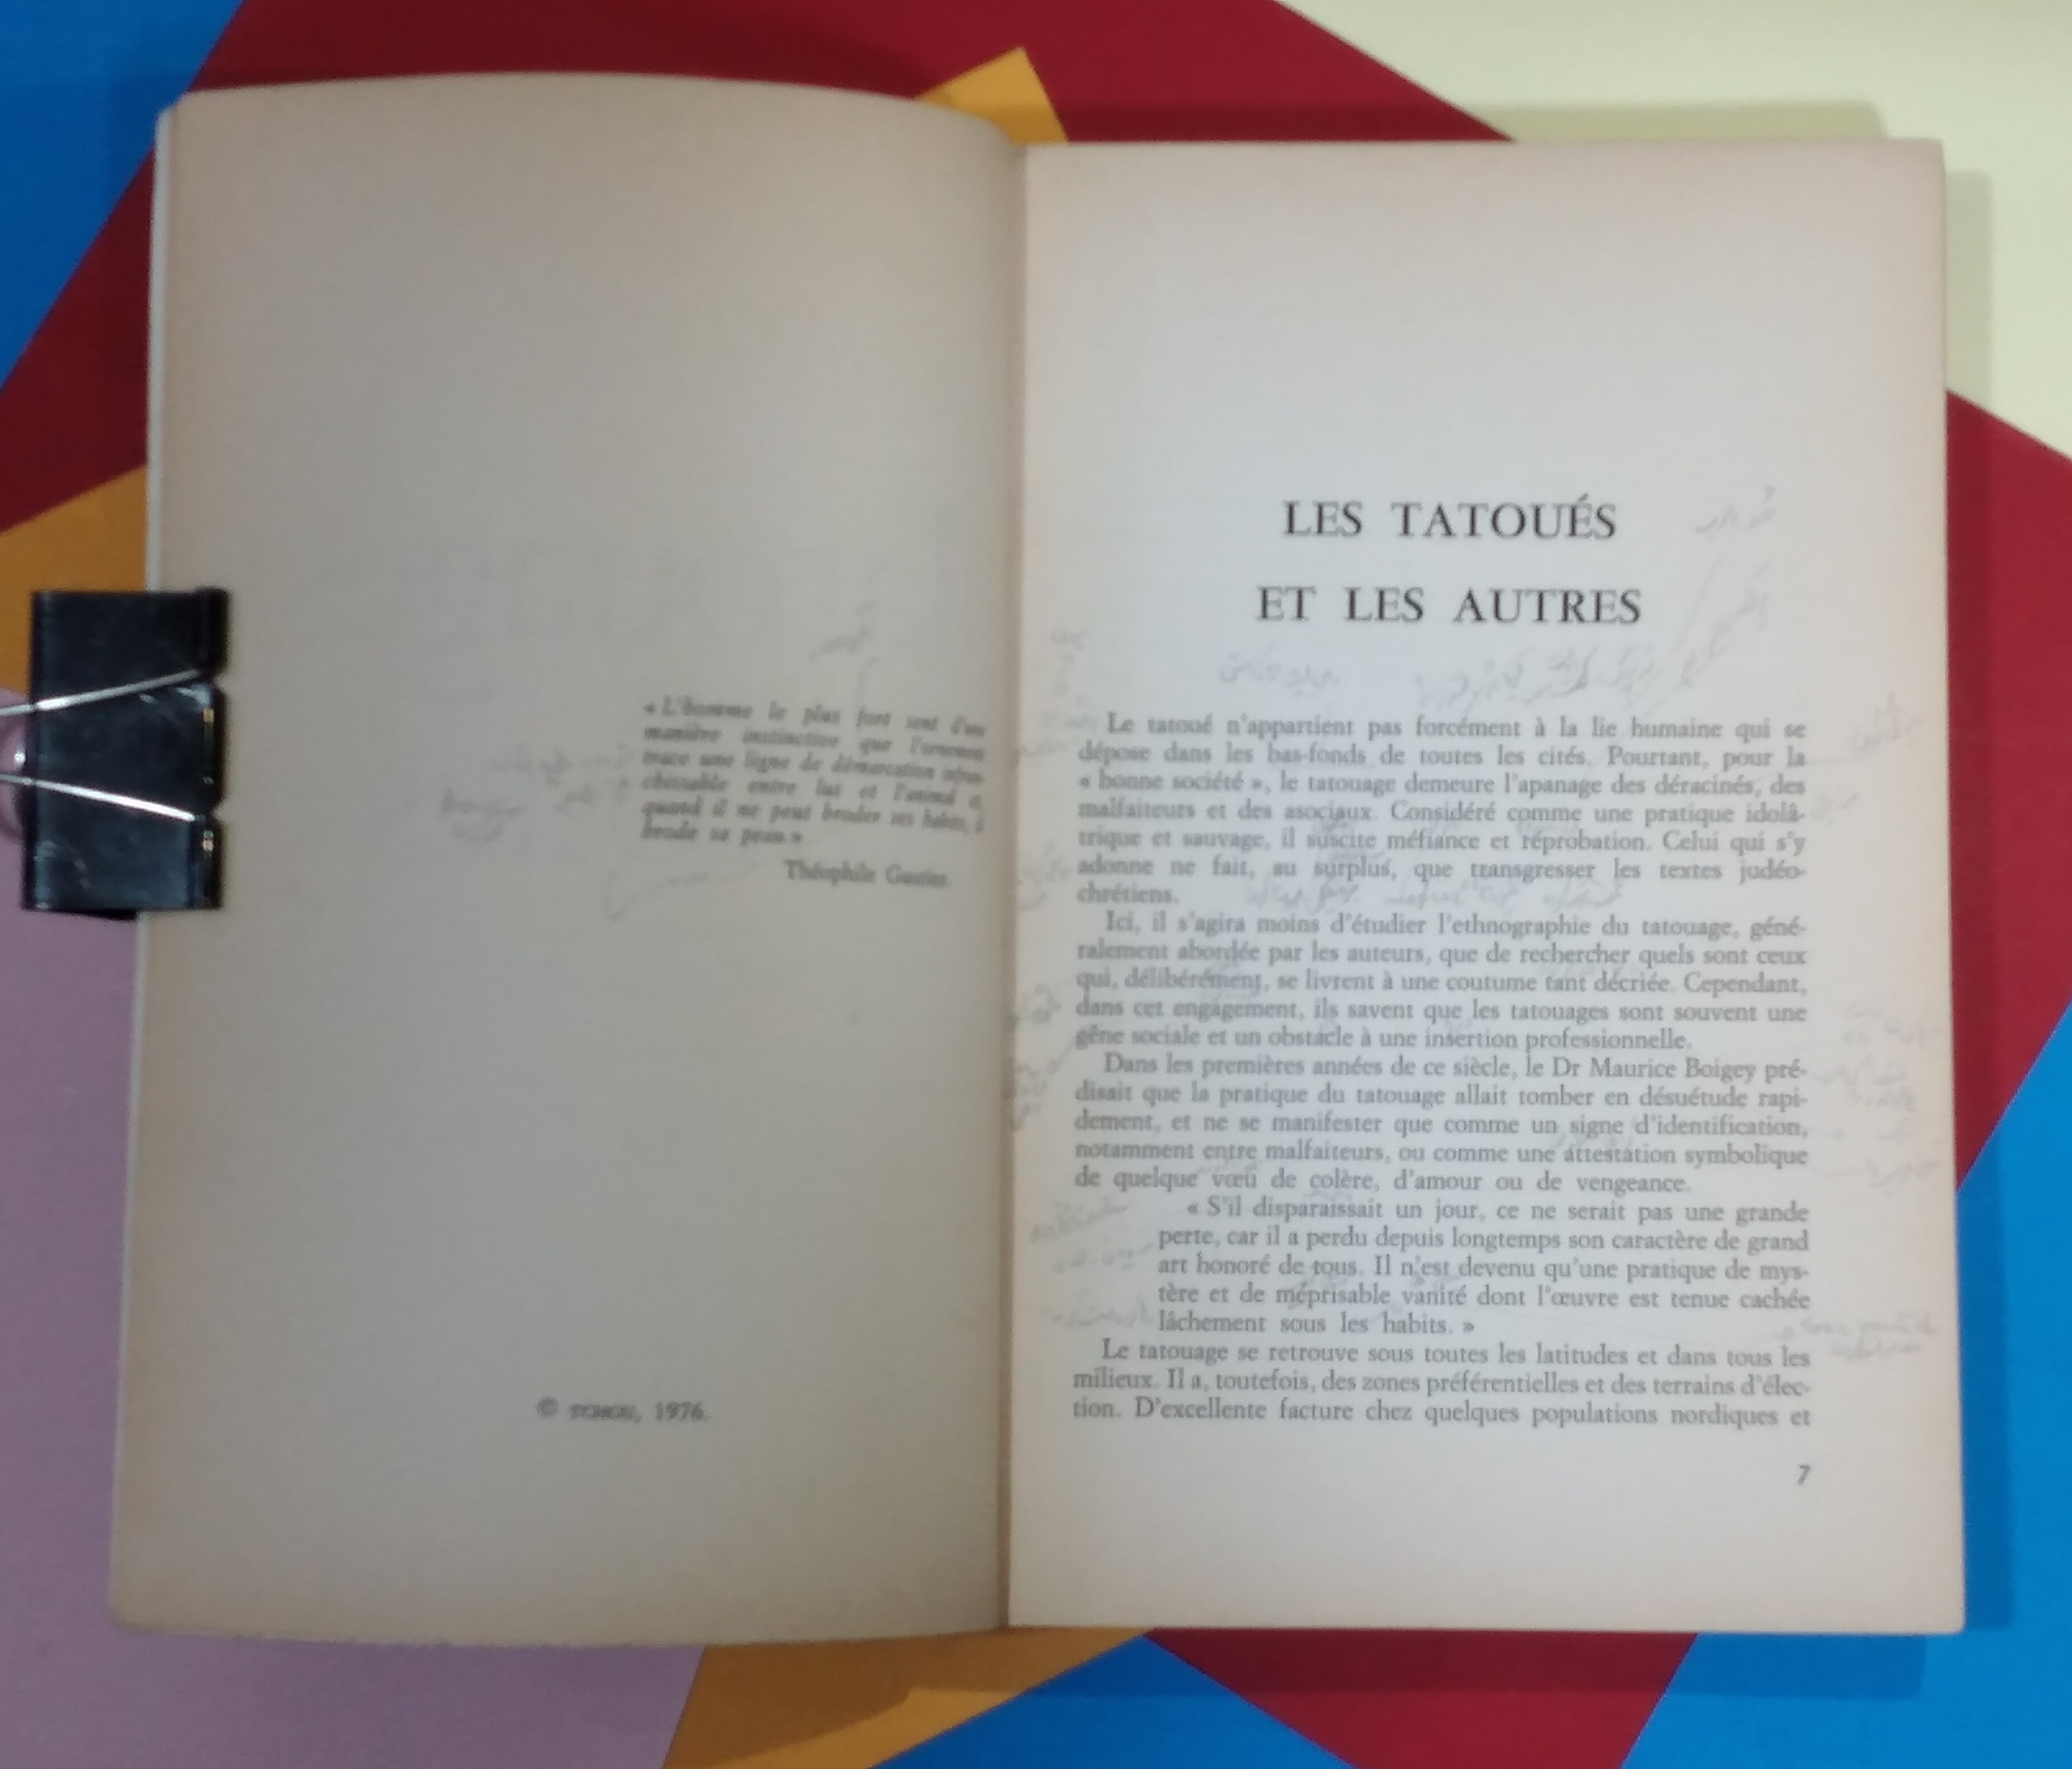 « L'homme le plus fort sent d'une
manière instinctive que l'ornement
trace une ligne de démarcation infran-
chissable entre lui et l'animal et,
quand il ne peut broder ses habits, il
brode sa peau. »
Théophile Gautier.
© TCHOU, 1976.
LES TATOUÉS
ET LES AUTRES
Le tatoué n'appartient pas forcément à la lie humaine qui se
dépose dans les bas-fonds de toutes les cités. Pourtant, pour la
« bonne société », le tatouage demeure l'apanage des déracinés, des
malfaiteurs et des asociaux. Considéré comme une pratique idolâ-
trique et sauvage, il suscite méfiance et réprobation. Celui qui s'y
adonne ne fait, au surplus, que transgresser les textes judéo-
chrétiens.
Ici, il s'agira moins d'étudier l'ethnographie du tatouage, géné-
ralement abordée par les auteurs, que de rechercher quels sont ceux
qui, délibérément, se livrent à une coutume tant décriée. Cependant,
dans cet engagement, ils savent que les tatouages sont souvent une
gêne sociale et un obstacle à une insertion professionnelle.
Dans les premières années de ce siècle, le Dr Maurice Boigey pré-
disait que la pratique du tatouage allait tomber en désuétude rapi-
dement, et ne se manifester que comme un signe d'identification,
notamment entre malfaiteurs, ou comme une attestation symbolique
de quelque vœu de colère, d'amour ou de vengeance.
« S'il disparaissait un jour, ce ne serait pas une grande
perte, car il a perdu depuis longtemps son caractère de grand
art honoré de tous. Il n'est devenu qu'une pratique de mys-
tère et de méprisable vanité dont l'œuvre est tenue cachée
lâchement sous les habits. »
Le tatouage se retrouve sous toutes les latitudes et dans tous les
milieux. Il a, toutefois, des zones préférentielles et des terrains d'élec-
tion. D'excellente facture chez quelques populations nordiques et
7